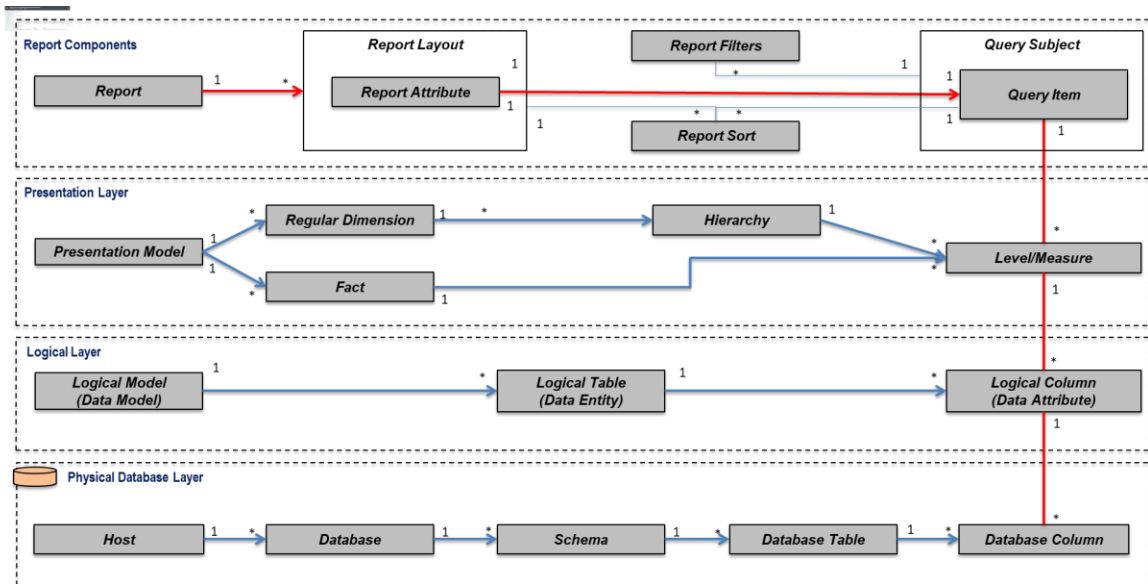 Report Components
Report Layout
Report Filters
Query Subject
1
1
*
1
1
*
Report
Report Attribute
Query Item
1
*
*
1
1
1
Report Sort
Presentation Layer
Regular Dimension
1
*
Hierarchy
1
*
1
*
*
Presentation Model
1
*
Level/Measure
*
Fact
1
1
Logical Layer
1
*
1
*
*
Logical Model
(Data Model)
Logical Table
(Data Entity)
Logical Column
(Data Attribute)
1
Physical Database Layer
*
1
*
1
*
1
*
1
*
Host
Database
Schema
Database Table
Database Column